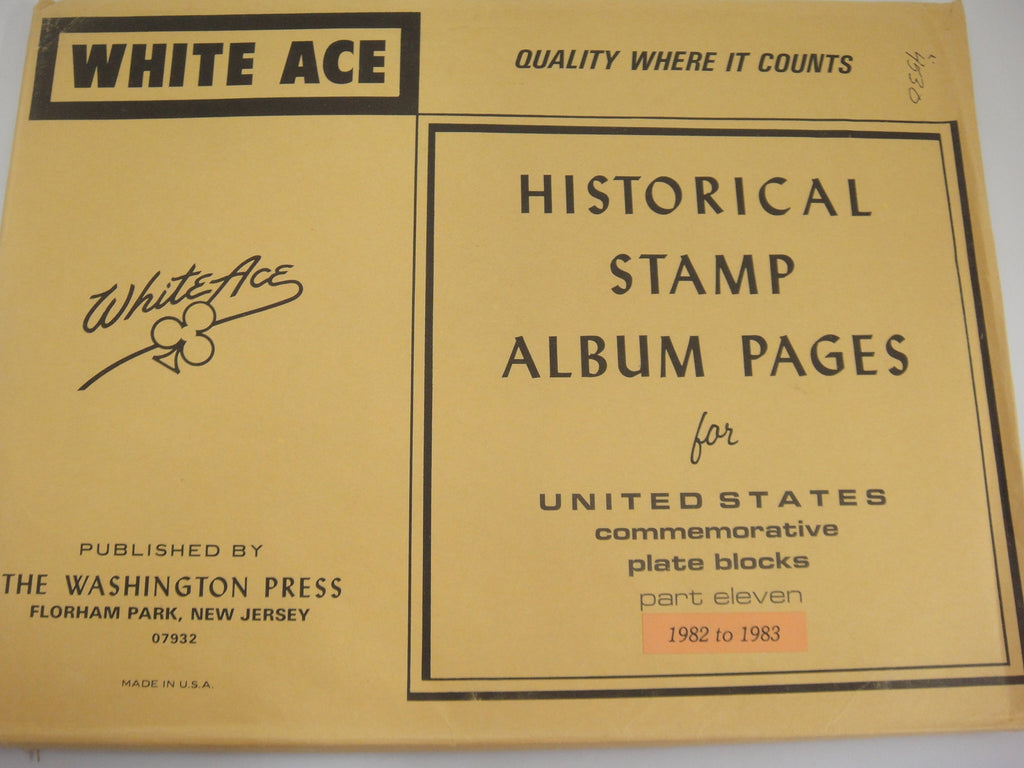 WHITE ACE
QUALITY WHERE IT COUNTS
HISTORICAL
STAMP
ALBUM PAGES
for
UNITED STATES
commemorative
plate blocks
part eleven
1982 to 1983
White Ace
PUBLISHED BY
THE WASHINGTON PRESS
FLORHAM PARK, NEW JERSEY
07932
MADE IN U.S.A.